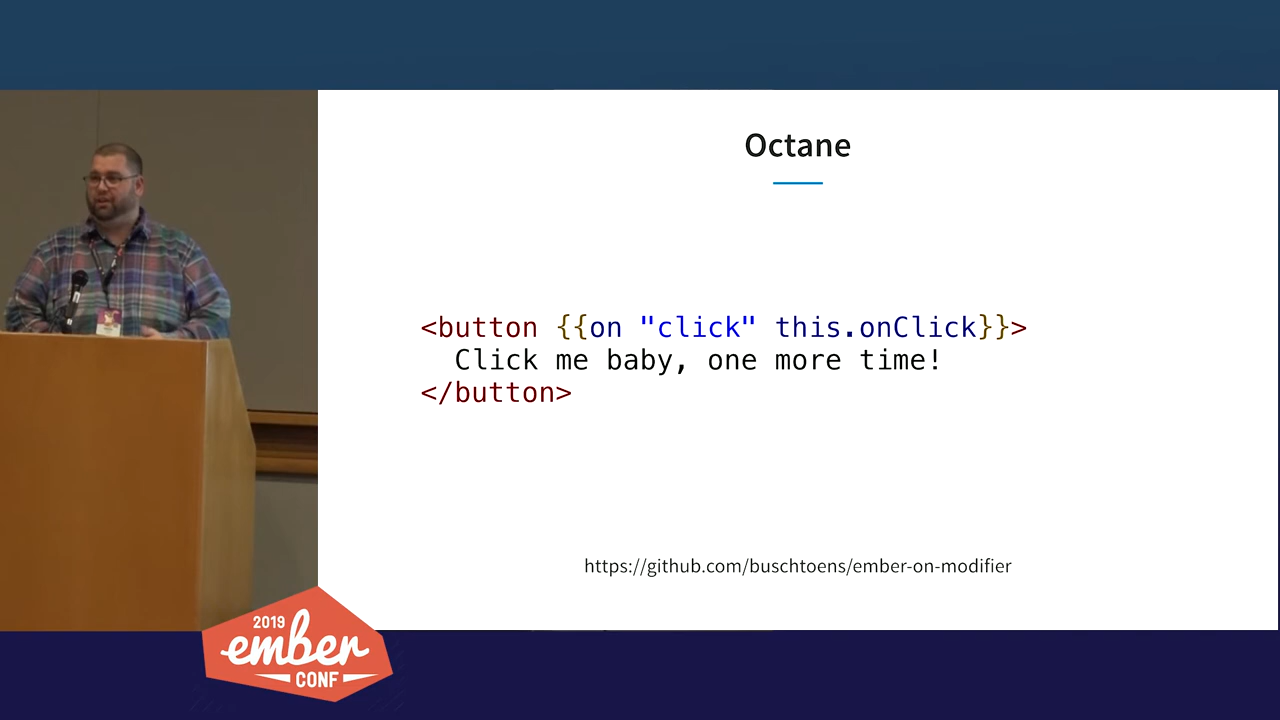 Octane
<button {{on "click" this.onClick}}>
  Click me baby, one more time!
</button>
https://github.com/buschtoens/ember-on-modifier
2019
ember
CONF